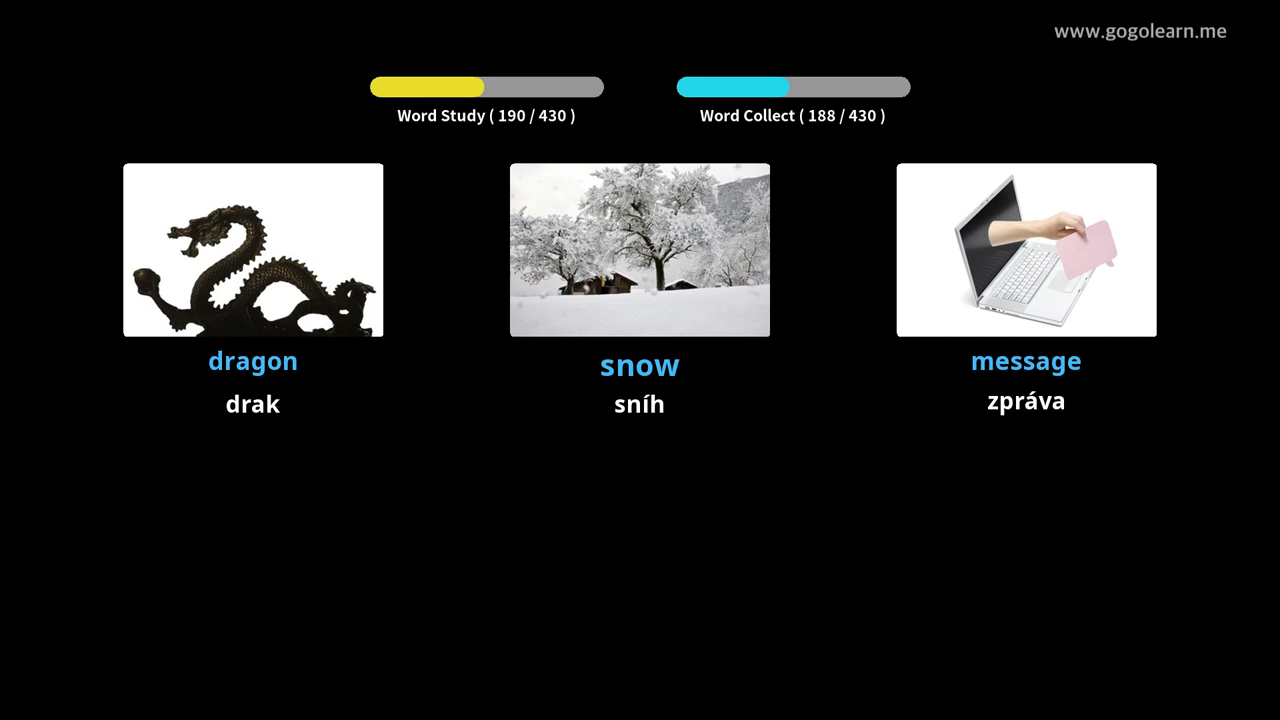 www.gogolearn.me
Word Study ( 190 / 430 )
Word Collect ( 188 / 430 )
dragon
drak
snow
sníh
message
zpráva